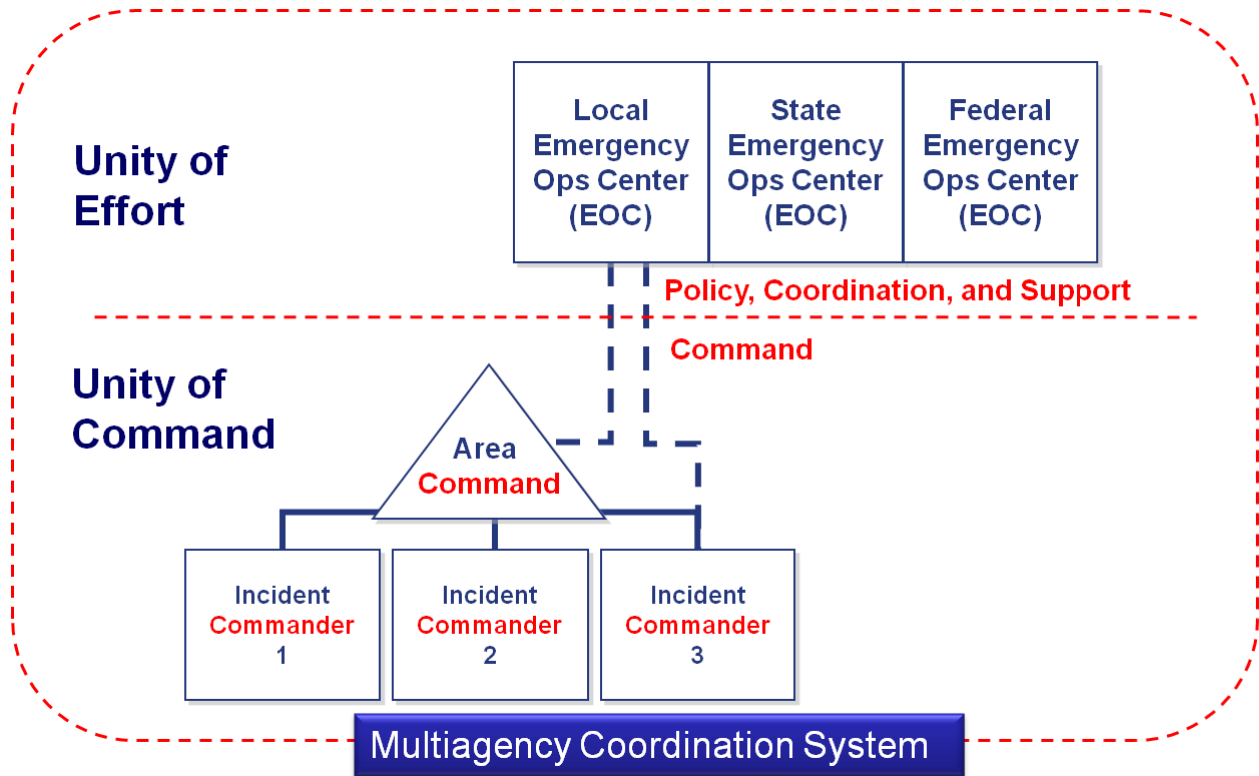 Unity of
Effort
Local
Emergency
Ops Center
(EOC)
State
Emergency
Ops Center
(EOC)
Federal
Emergency
Ops Center
(EOC)
Policy, Coordination, and Support
Command
Unity of
Command
Area
Command
Incident
Commander
1
Incident
Commander
2
Incident
Commander
3
Multiagency Coordination System